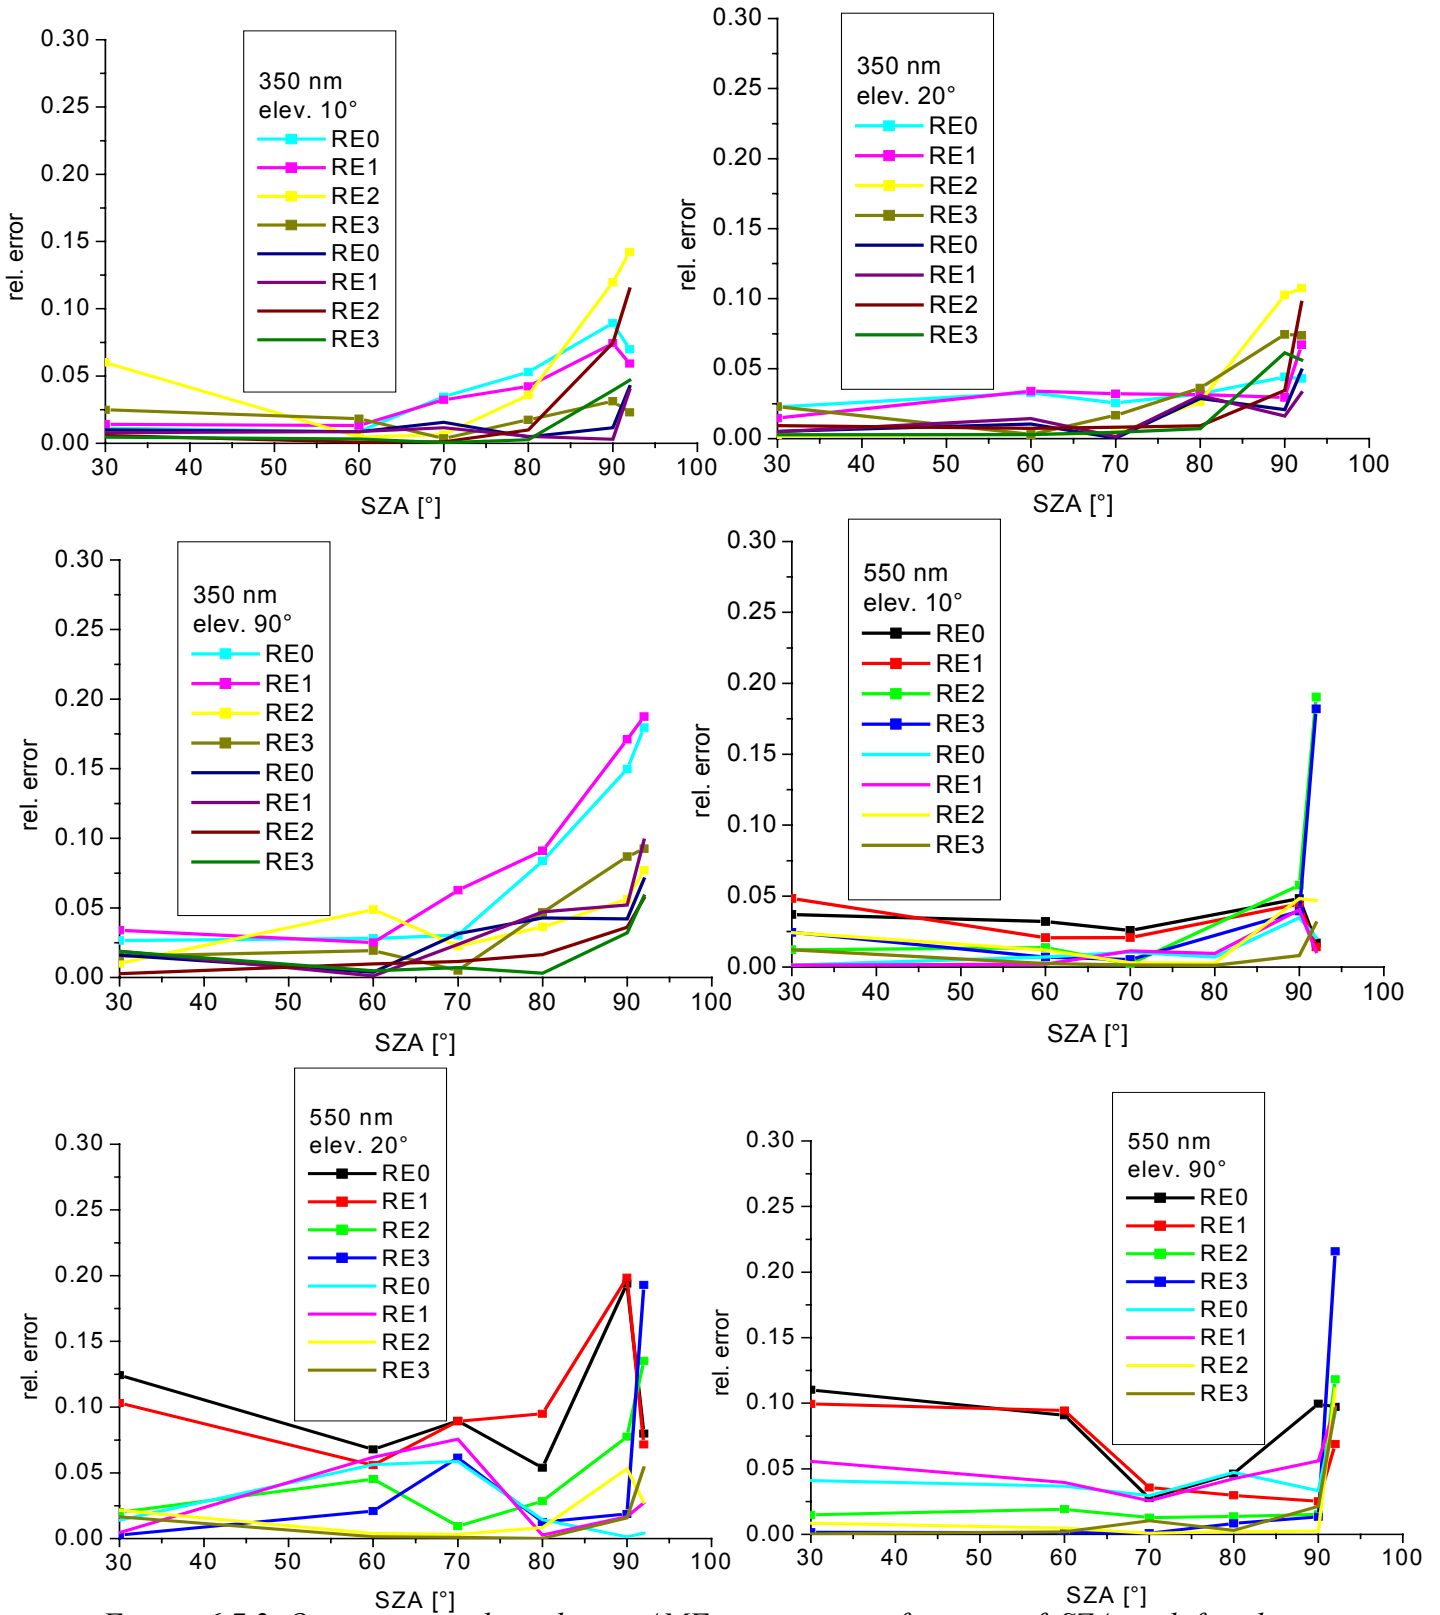 0.30
0.25
0.20
0.15
0.10
0.05
0.00
rel. error
350 nm
elev. 10°
RE0
RE1
RE2
RE3
RE0
RE1
RE2
RE3
30 40 50 60 70 80 90 100
SZA [°]
0.30
0.25
0.20
0.15
0.10
0.05
0.00
rel. error
350 nm
elev. 20°
RE0
RE1
RE2
RE3
RE0
RE1
RE2
RE3
30 40 50 60 70 80 90 100
SZA [°]
0.30
0.25
0.20
0.15
0.10
0.05
0.00
rel. error
350 nm
elev. 90°
RE0
RE1
RE2
RE3
RE0
RE1
RE2
RE3
30 40 50 60 70 80 90 100
SZA [°]
0.30
0.25
0.20
0.15
0.10
0.05
0.00
rel. error
550 nm
elev. 10°
RE0
RE1
RE2
RE3
RE0
RE1
RE2
RE3
30 40 50 60 70 80 90 100
SZA [°]
0.30
0.25
0.20
0.15
0.10
0.05
0.00
rel. error
550 nm
elev. 20°
RE0
RE1
RE2
RE3
RE0
RE1
RE2
RE3
30 40 50 60 70 80 90 100
SZA [°]
0.30
0.25
0.20
0.15
0.10
0.05
0.00
rel. error
550 nm
elev. 90°
RE0
RE1
RE2
RE3
RE0
RE1
RE2
RE3
30 40 50 60 70 80 90 100
SZA [°]